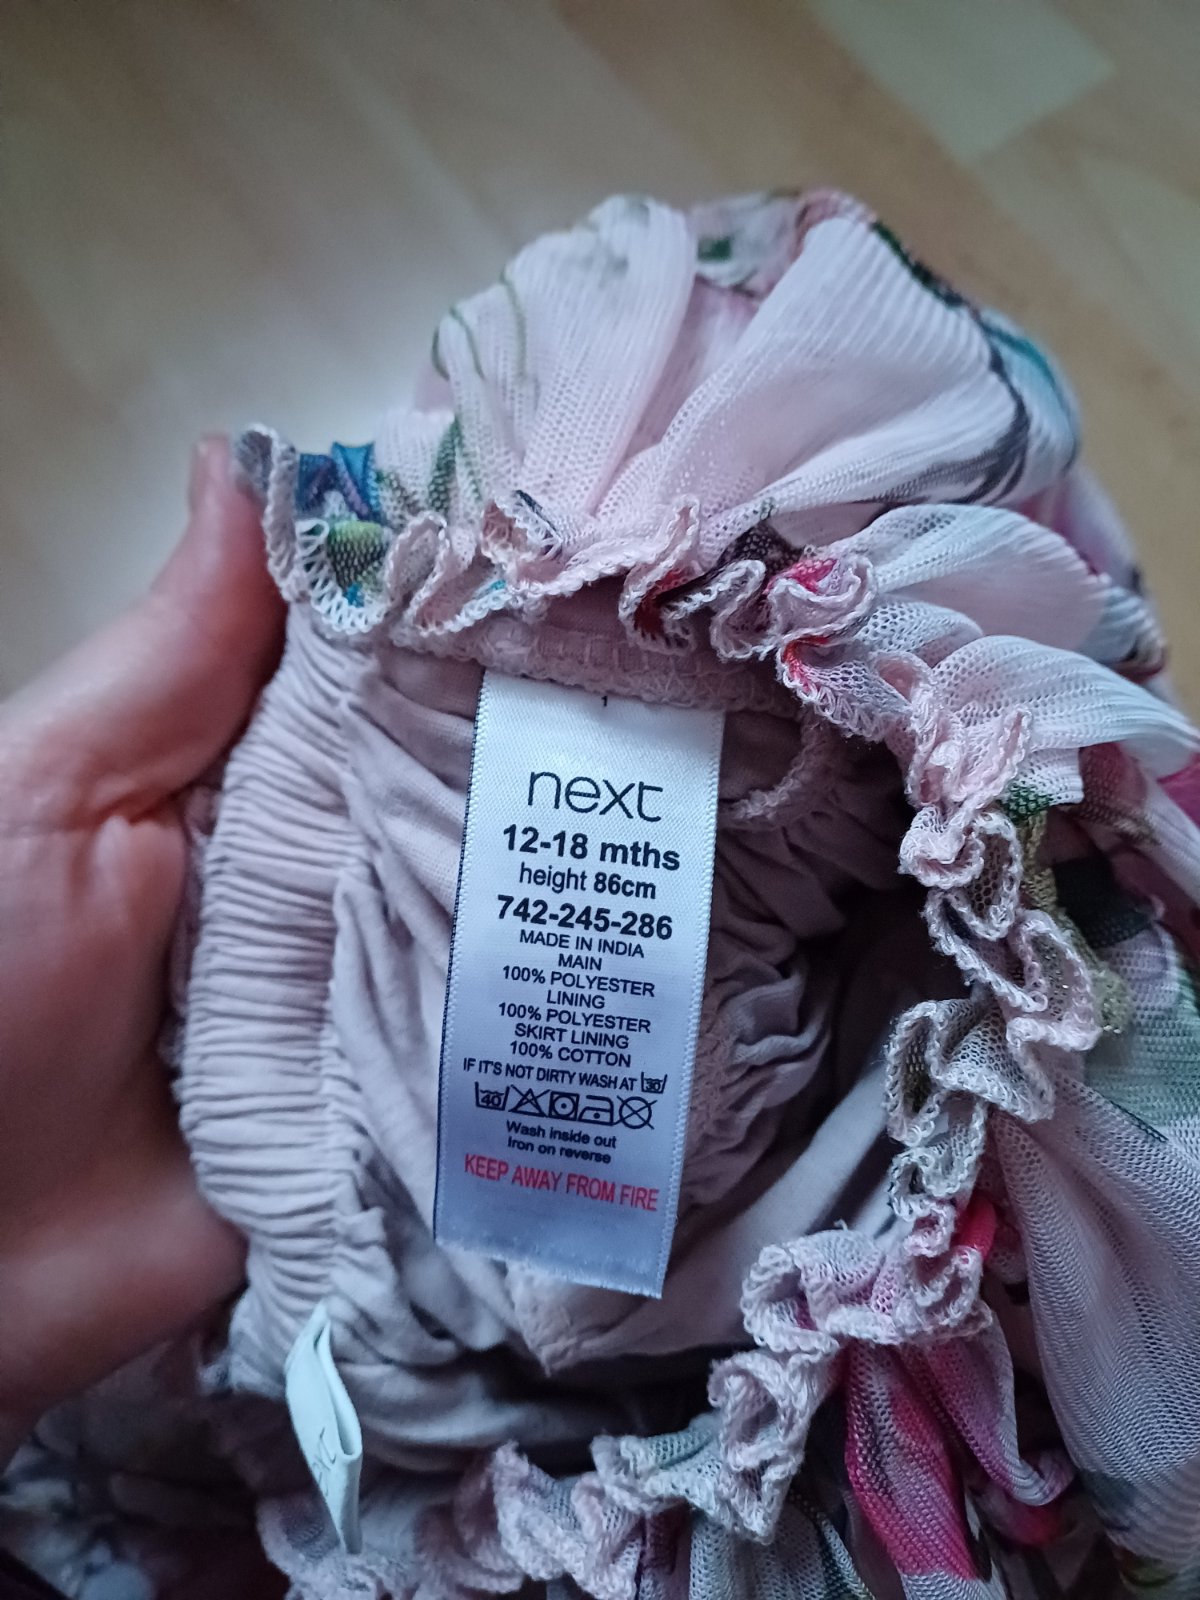 1
next
12-18 mths
height 86cm
742-245-286
MADE IN INDIA
MAIN
100% POLYESTER
LINING
100% POLYESTER
SKIRT LINING
100% COTTON
IF IT'S NOT DIRTY WASH AT 30
40
Wash inside out
Iron on reverse
KEEP AWAY FROM FIRE